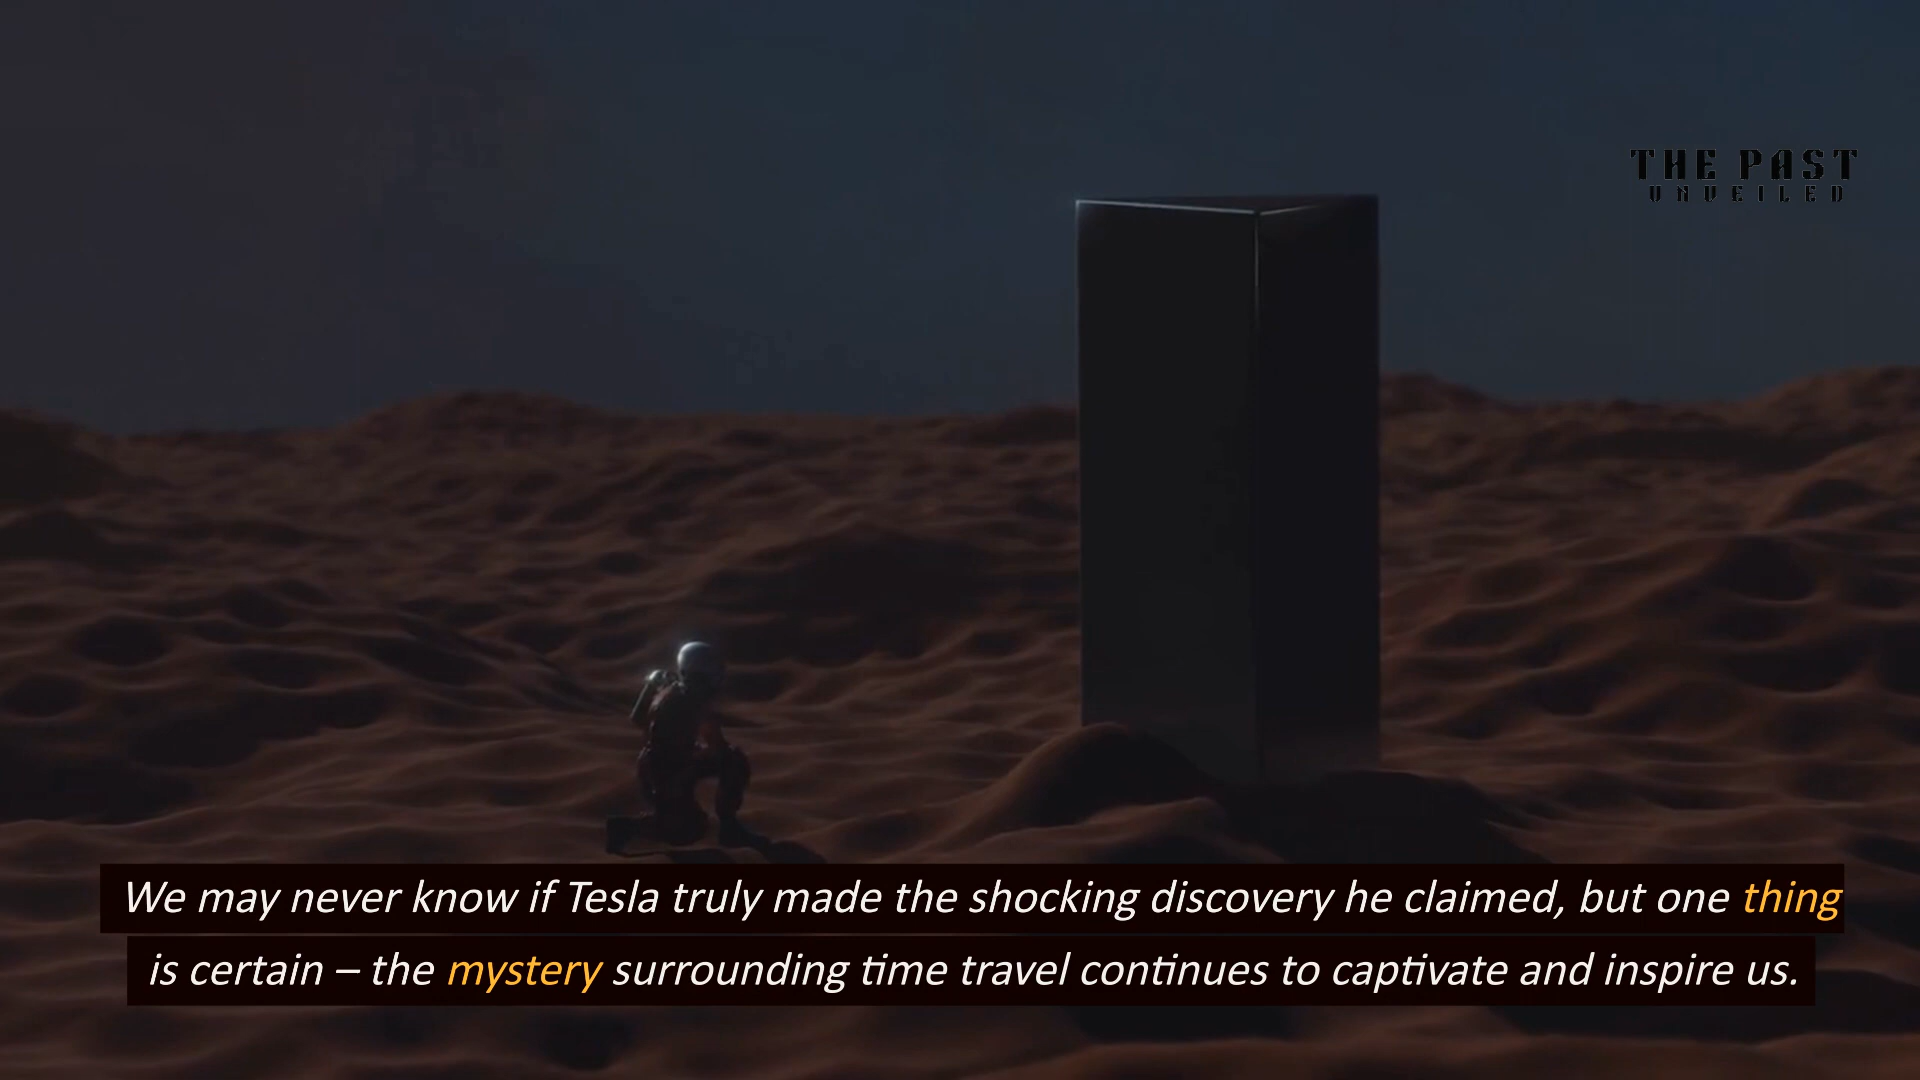 THE PAST
UNVEILED
We may never know if Tesla truly made the shocking discovery he claimed, but one thing
is certain – the mystery surrounding time travel continues to captivate and inspire us.